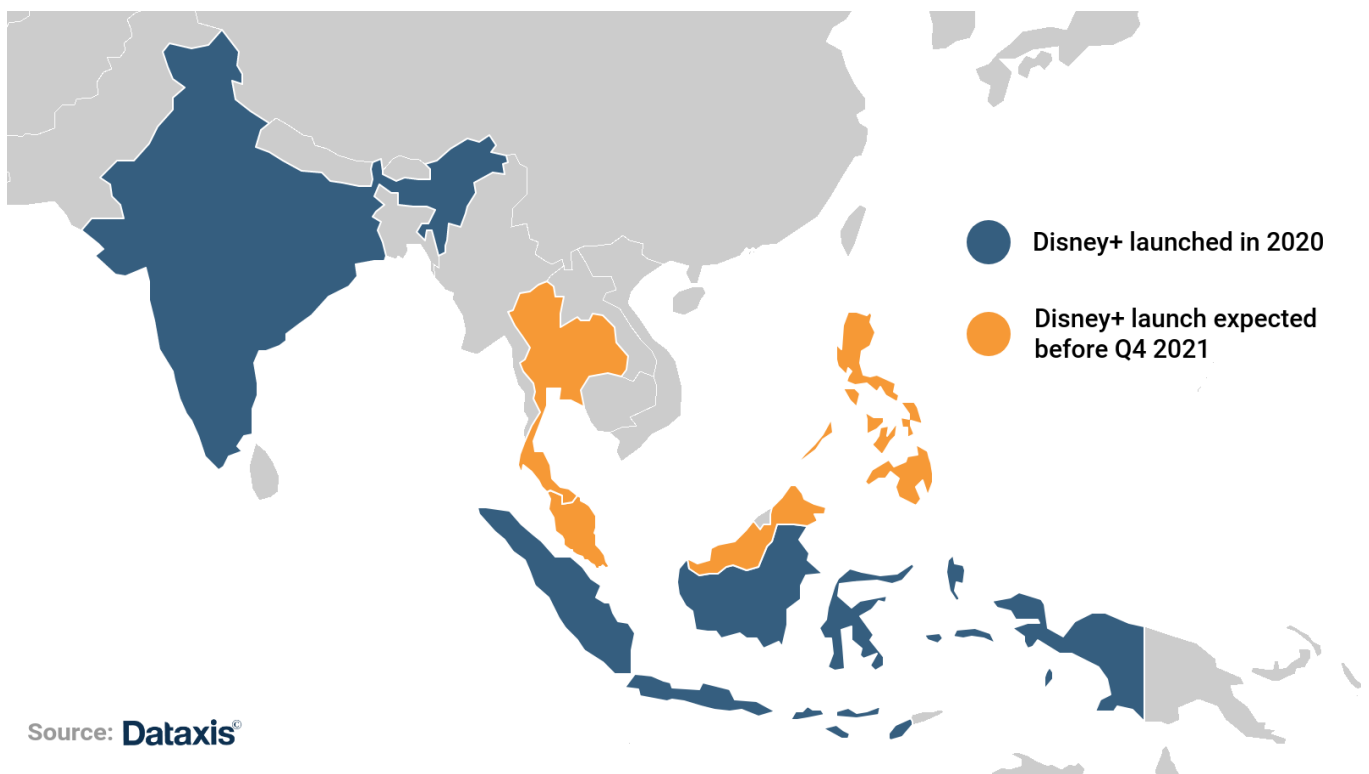 Disney+ launched in 2020
Disney+ launch expected
before Q4 2021
Source: Dataxis©